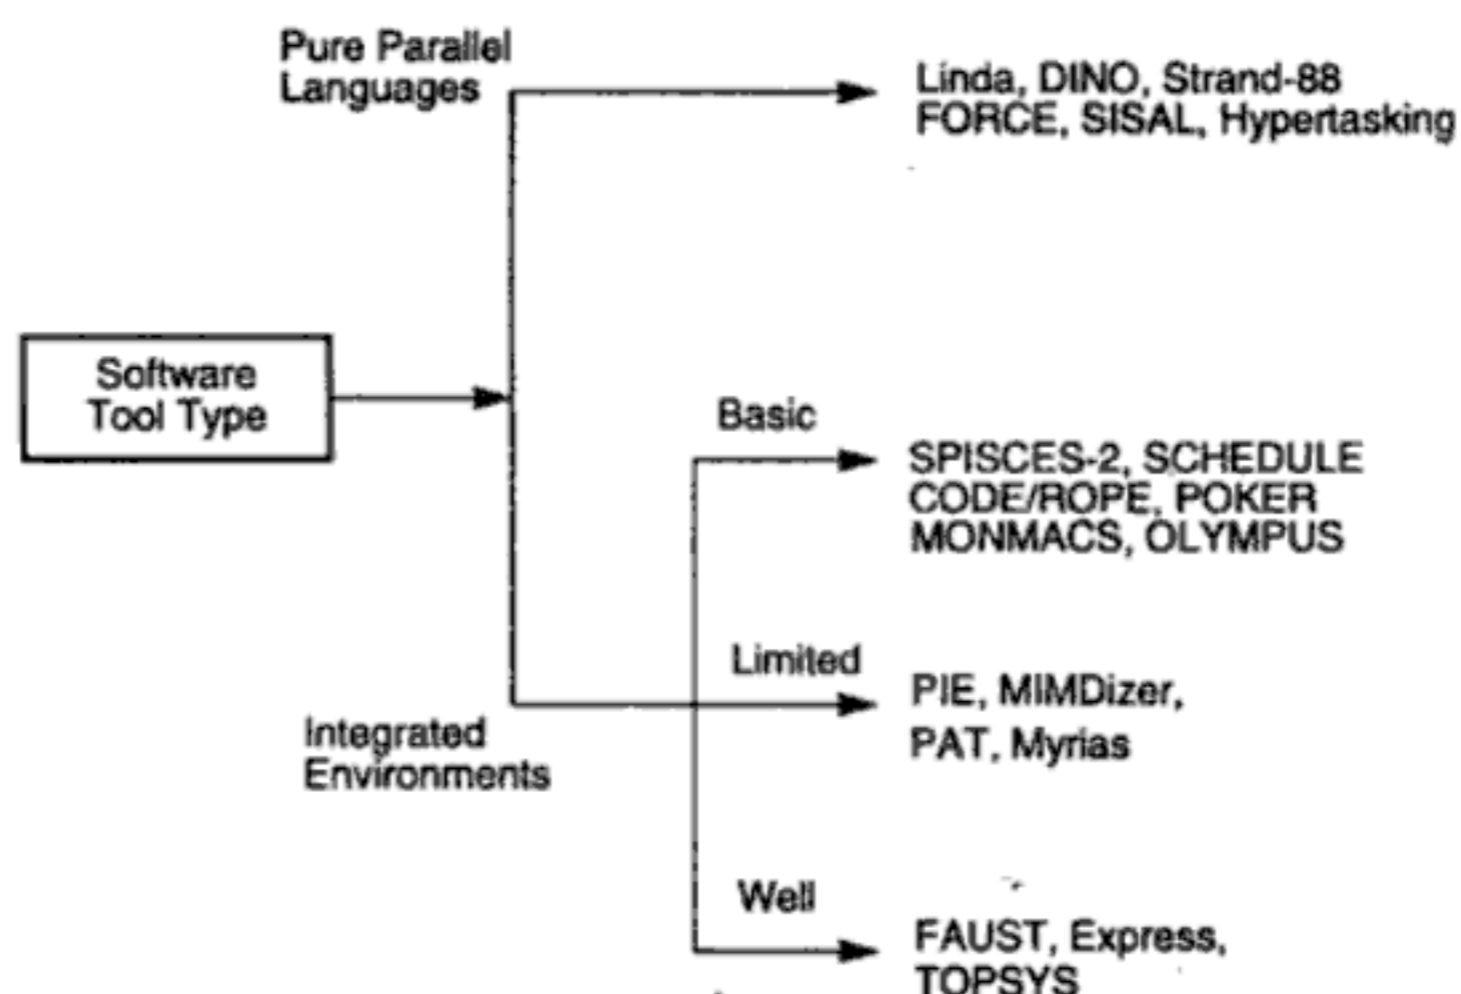 Pure Parallel
Languages
Linda, DINO, Strand-88
FORCE, SISAL, Hypertasking
Software
Tool Type
Basic
SPISCES-2, SCHEDULE
CODE/ROPE, POKER
MONMACS, OLYMPUS
Limited
PIE, MIMDizer,
PAT, Myrias
Integrated
Environments
Well
FAUST, Express,
TOPSYS